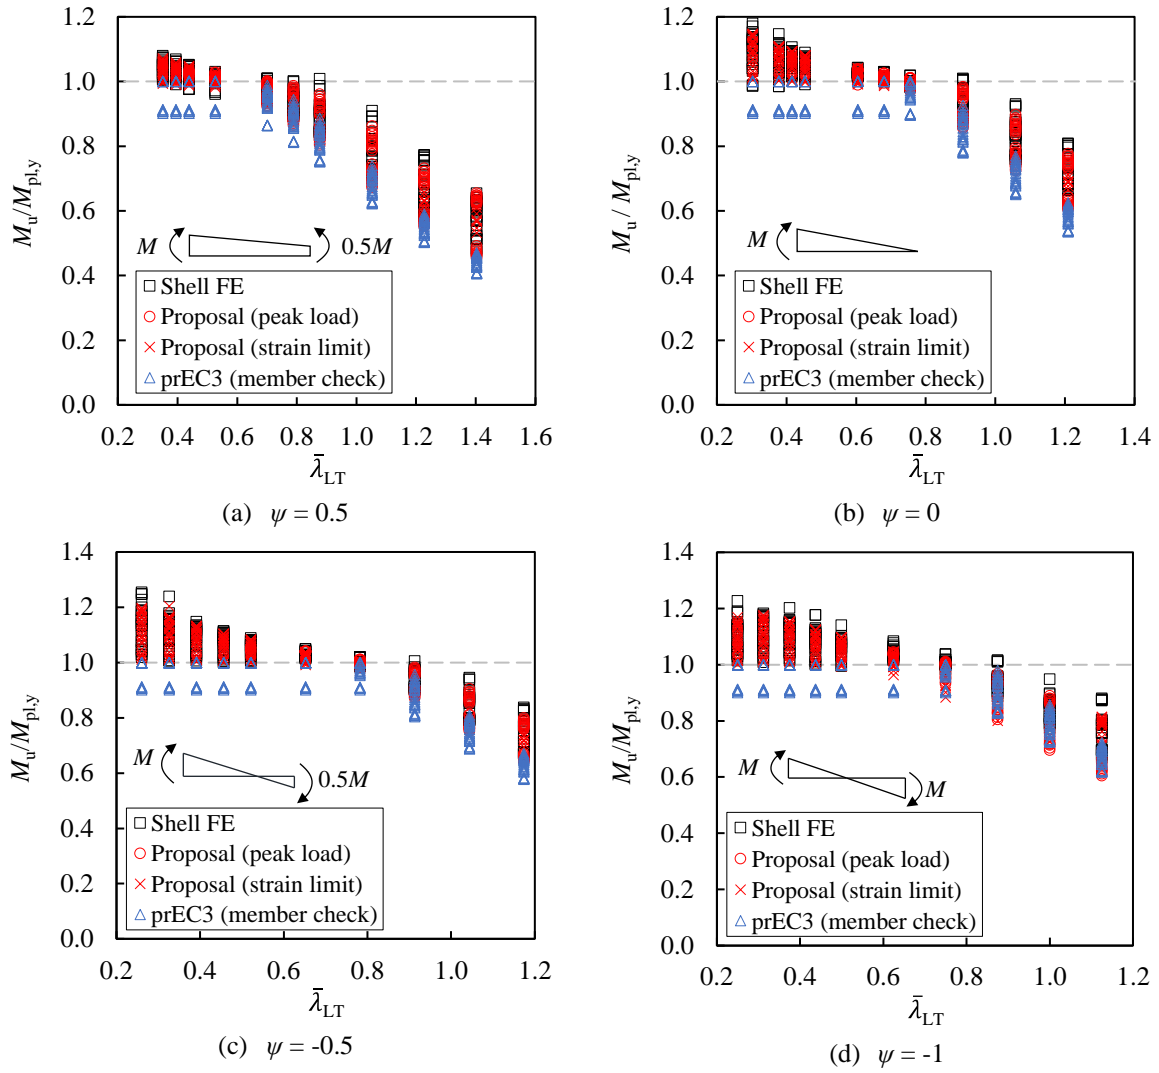 1.2
1.0
0.8
0.6
0.4
0.2
0.0
M_u/M_pl,y
M
0.5M
Shell FE
Proposal (peak load)
Proposal (strain limit)
prEC3 (member check)
0.2 0.4 0.6 0.8 1.0 1.2 1.4 1.6
λ̄_LT
(a) ψ = 0.5
1.2
1.0
0.8
0.6
0.4
0.2
0.0
M_u/ M_pl,y
M
Shell FE
Proposal (peak load)
Proposal (strain limit)
prEC3 (member check)
0.2 0.4 0.6 0.8 1.0 1.2 1.4
λ̄_LT
(b) ψ = 0
1.4
1.2
1.0
0.8
0.6
0.4
0.2
0.0
M_u/M_pl,y
M
0.5M
Shell FE
Proposal (peak load)
Proposal (strain limit)
prEC3 (member check)
0.2 0.4 0.6 0.8 1.0 1.2
λ̄_LT
(c) ψ = -0.5
1.4
1.2
1.0
0.8
0.6
0.4
0.2
0.0
M_u/M_pl,y
M
M
Shell FE
Proposal (peak load)
Proposal (strain limit)
prEC3 (member check)
0.2 0.4 0.6 0.8 1.0 1.2
λ̄_LT
(d) ψ = -1